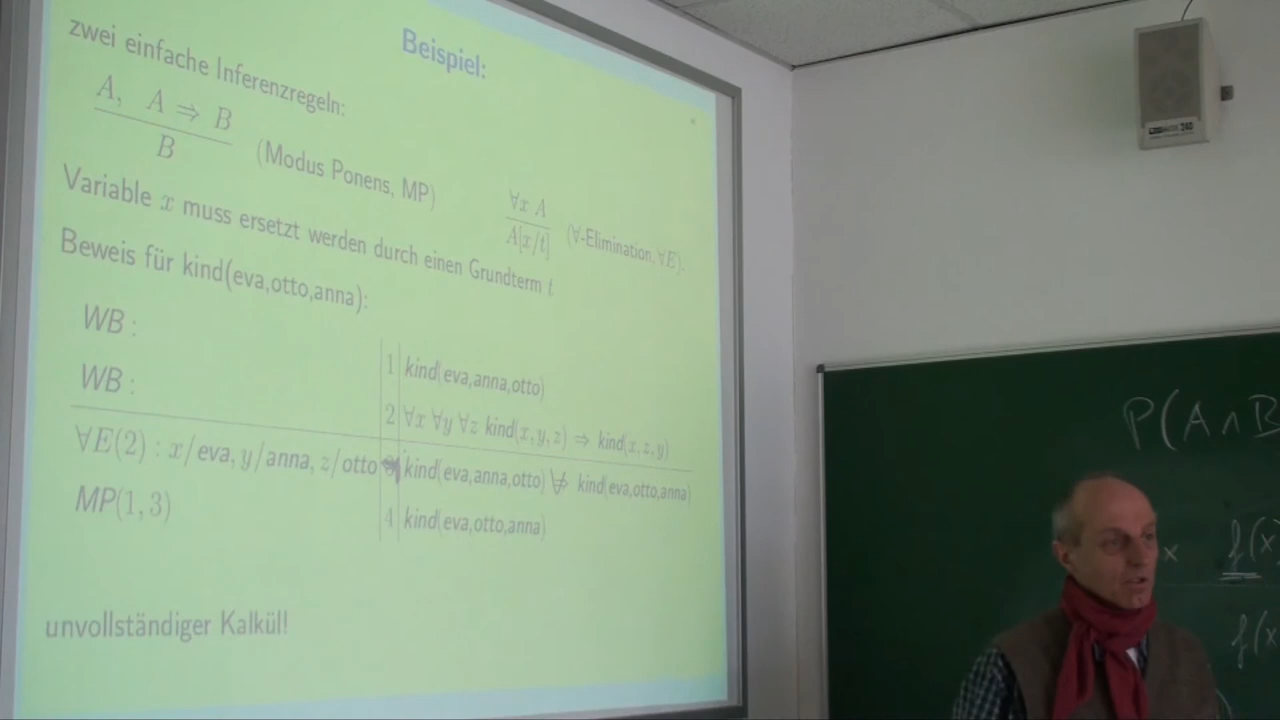 Beispiel:
zwei einfache Inferenzregeln:
A, A ⇒ B
B
(Modus Ponens, MP)
∀x A
A[x/t]
(∀-Elimination, ∀E).
Variable x muss ersetzt werden durch einen Grundterm t
Beweis für kind(eva,otto,anna):
WB : 1 kind(eva,anna,otto)
WB : 2 ∀x ∀y ∀z kind(x, y, z) ⇒ kind(x, z, y)
∀E(2) : x/eva, y/anna, z/otto kind(eva,anna,otto) ⇒ kind(eva,otto,anna)
MP(1, 3) 4 kind(eva,otto,anna)
unvollständiger Kalkül!
P(A ∧ B
x f(x
f(x